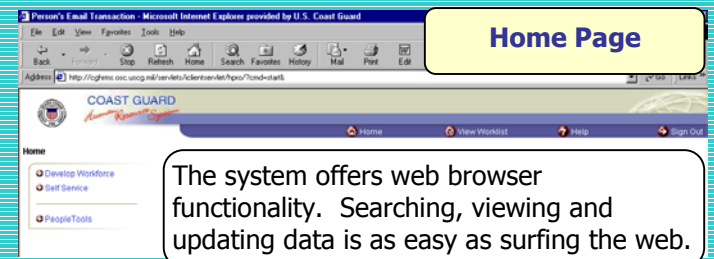 Person's Email Transaction - Microsoft Internet Explorer provided by U.S. Coast Guard
Home Page
File Edit View Favorites Tools Help
Back Forward Stop Refresh Home Search Favorites History Mail Print Edit
Address http://cghrms.osc.uscg.mil/servlets/iclientservlet/hpro/?cmd=start&
Go Links »
COAST GUARD
Human Resource System
Home View Worklist Help Sign Out
Home
Develop Workforce
Self Service
PeopleTools
The system offers web browser
functionality. Searching, viewing and
updating data is as easy as surfing the web.